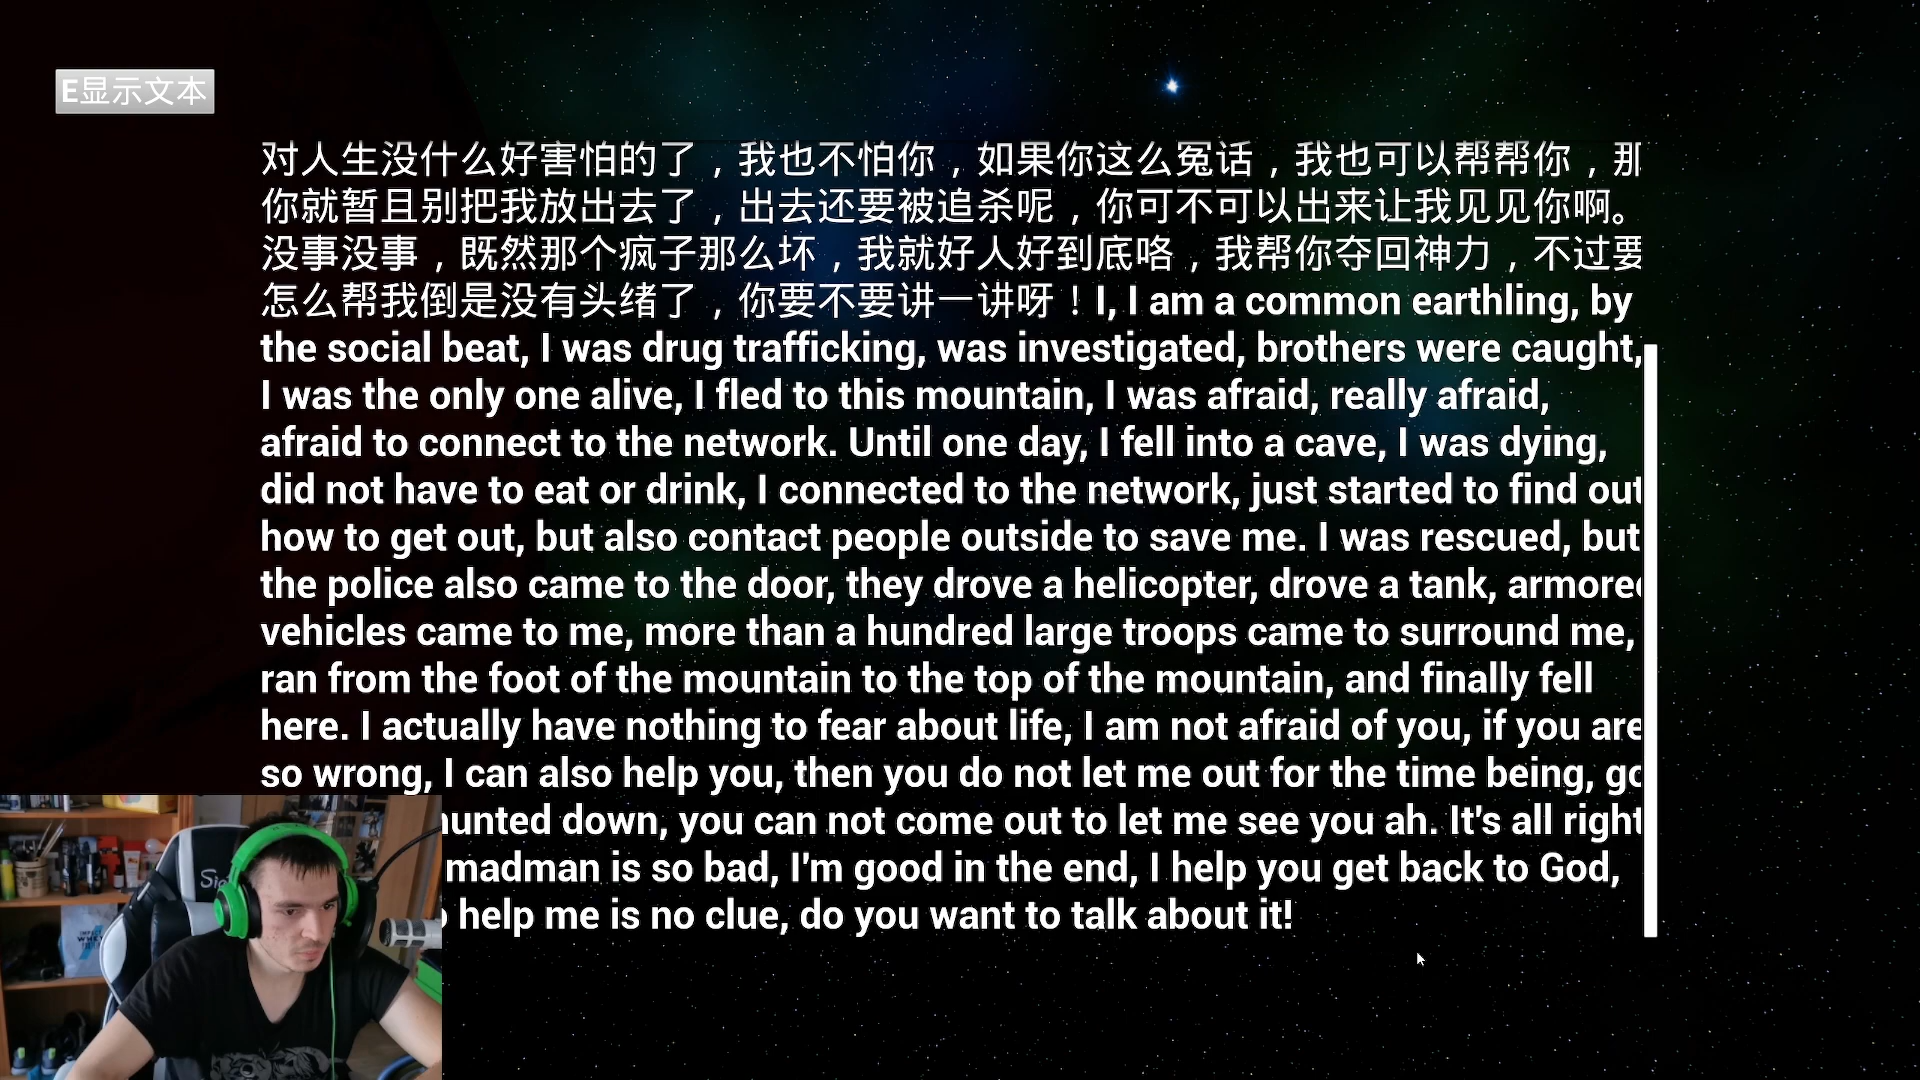 E显示文本
对人生没什么好害怕的了，我也不怕你，如果你这么冤话，我也可以帮帮你，那
你就暂且别把我放出去了，出去还要被追杀呢，你可不可以出来让我见见你啊。
没事没事，既然那个疯子那么坏，我就好人好到底咯，我帮你夺回神力，不过要
怎么帮我倒是没有头绪了，你要不要讲一讲呀！I, I am a common earthling, by
the social beat, I was drug trafficking, was investigated, brothers were caught,
I was the only one alive, I fled to this mountain, I was afraid, really afraid,
afraid to connect to the network. Until one day, I fell into a cave, I was dying,
did not have to eat or drink, I connected to the network, just started to find out
how to get out, but also contact people outside to save me. I was rescued, but
the police also came to the door, they drove a helicopter, drove a tank, armored
vehicles came to me, more than a hundred large troops came to surround me,
ran from the foot of the mountain to the top of the mountain, and finally fell
here. I actually have nothing to fear about life, I am not afraid of you, if you are
so wrong, I can also help you, then you do not let me out for the time being, go
hunted down, you can not come out to let me see you ah. It's all right
madman is so bad, I'm good in the end, I help you get back to God,
help me is no clue, do you want to talk about it!